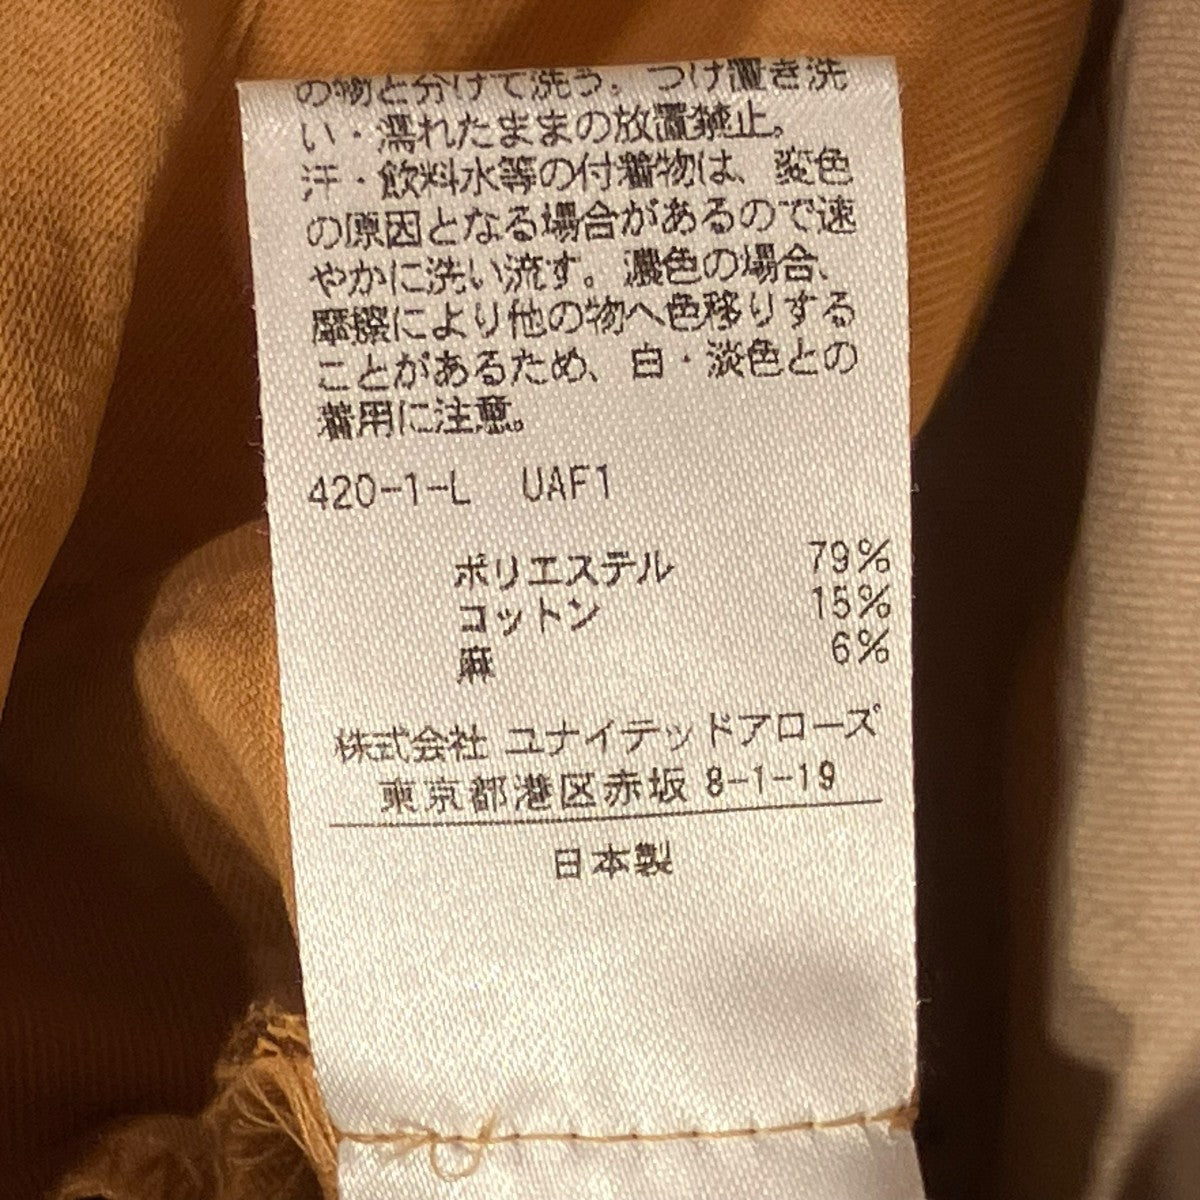 の物と分けて洗う。つけ置き洗
い・濡れたままの放置禁止。
汗・飲料水等の付着物は、変色
の原因となる場合があるので速
やかに洗い流す。濃色の場合、
摩擦により他の物へ色移りする
ことがあるため、白・淡色との
着用に注意。
420-1-L UAF1
ポリエステル 79%
コットン 15%
麻 6%
株式会社 ユナイテッドアローズ
東京都港区赤坂 8-1-19
日本製